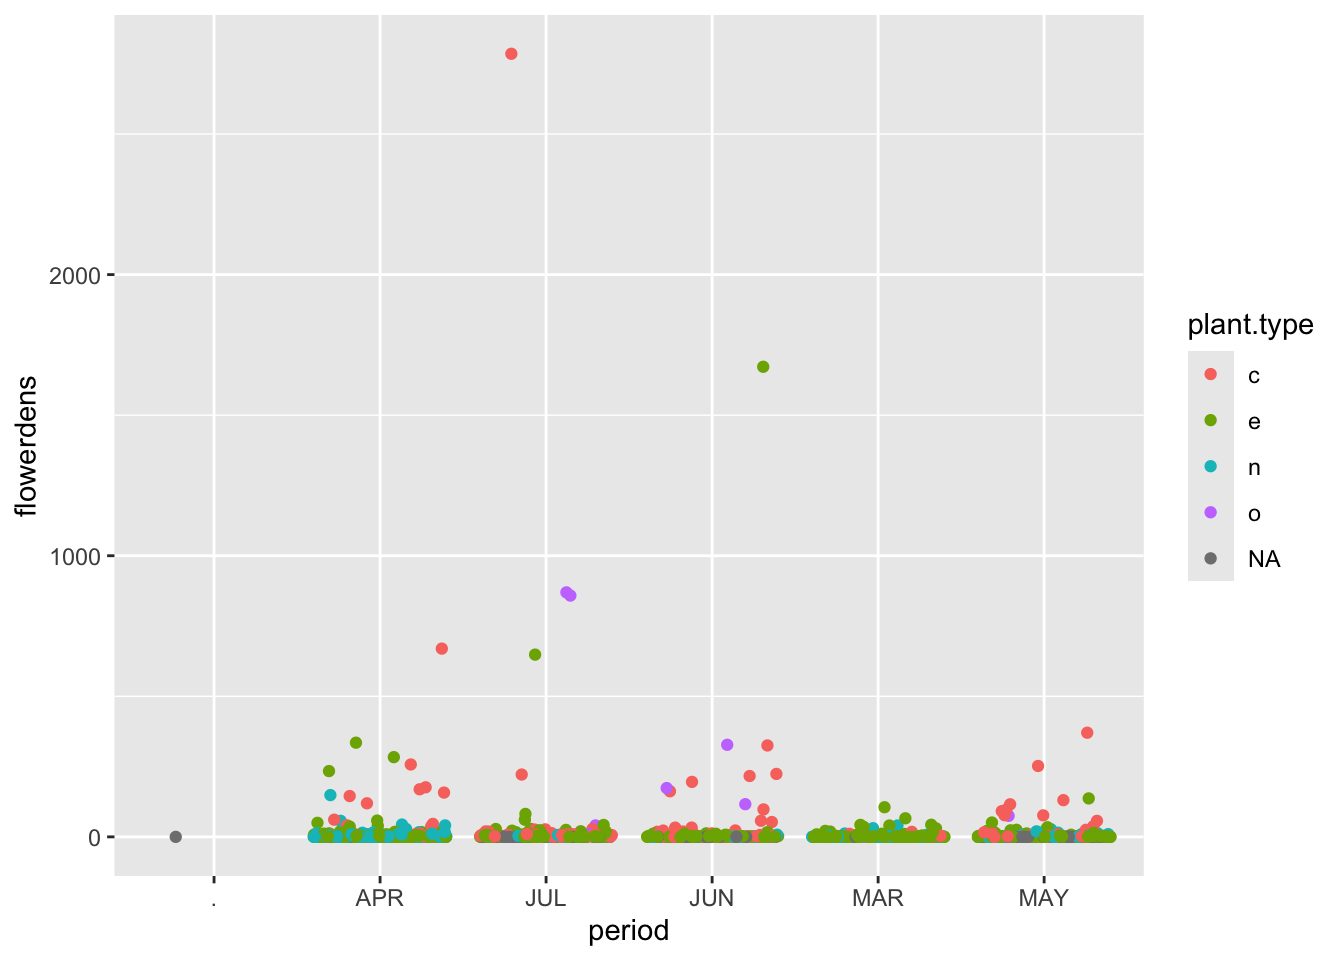 2000
1000
0
flowerdens
. APR JUL JUN MAR MAY
period
plant.type
c
e
n
o
NA